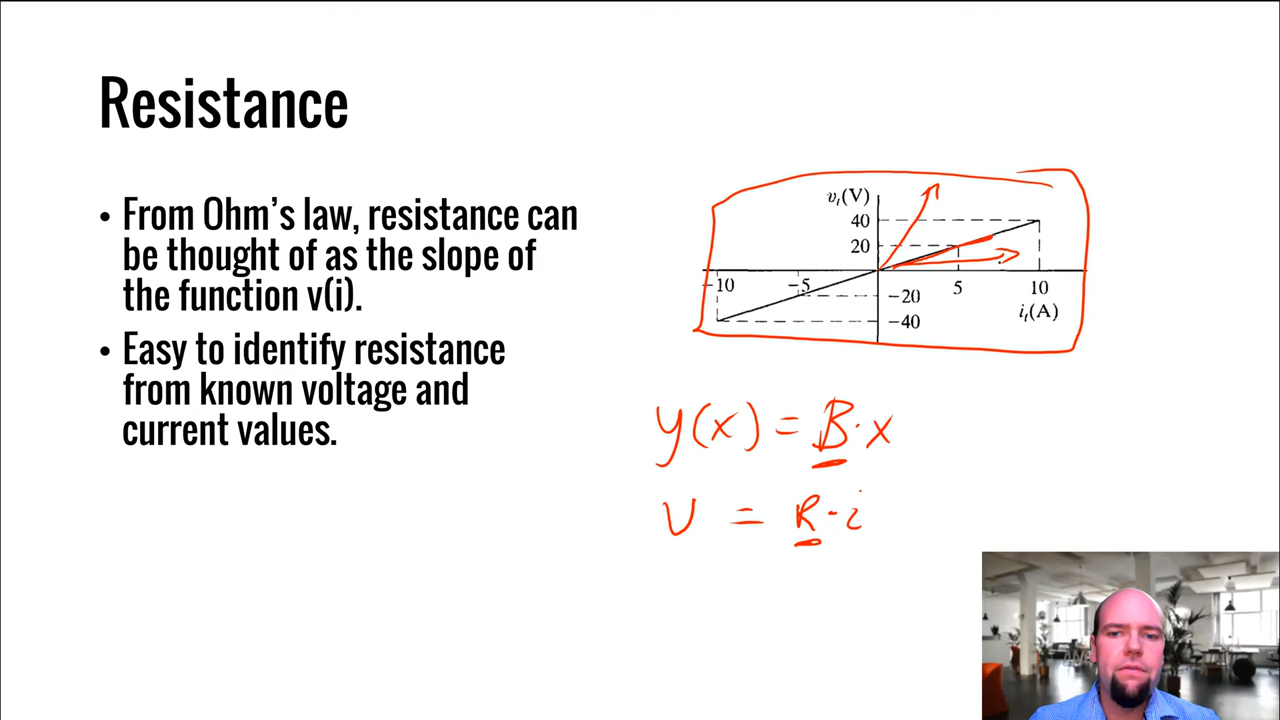 Resistance
• From Ohm's law, resistance can
be thought of as the slope of
the function v(i).
• Easy to identify resistance
from known voltage and
current values.
vₜ(V)
40
20
−10
−5
5
10
−20
−40
iₜ(A)
y(x) = B·x
V = R·i